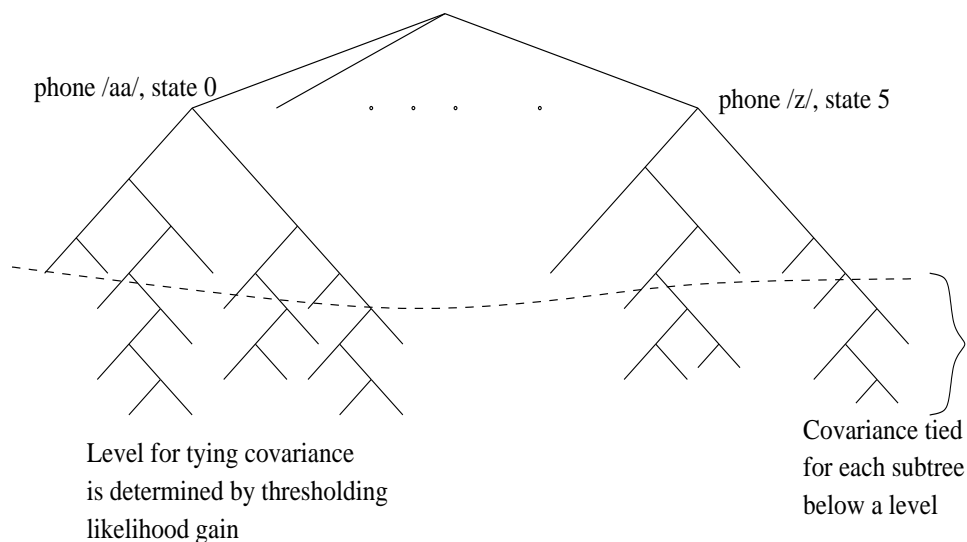 phone /aa/, state 0
phone /z/, state 5
Level for tying covariance
is determined by thresholding
likelihood gain
Covariance tied
for each subtree
below a level